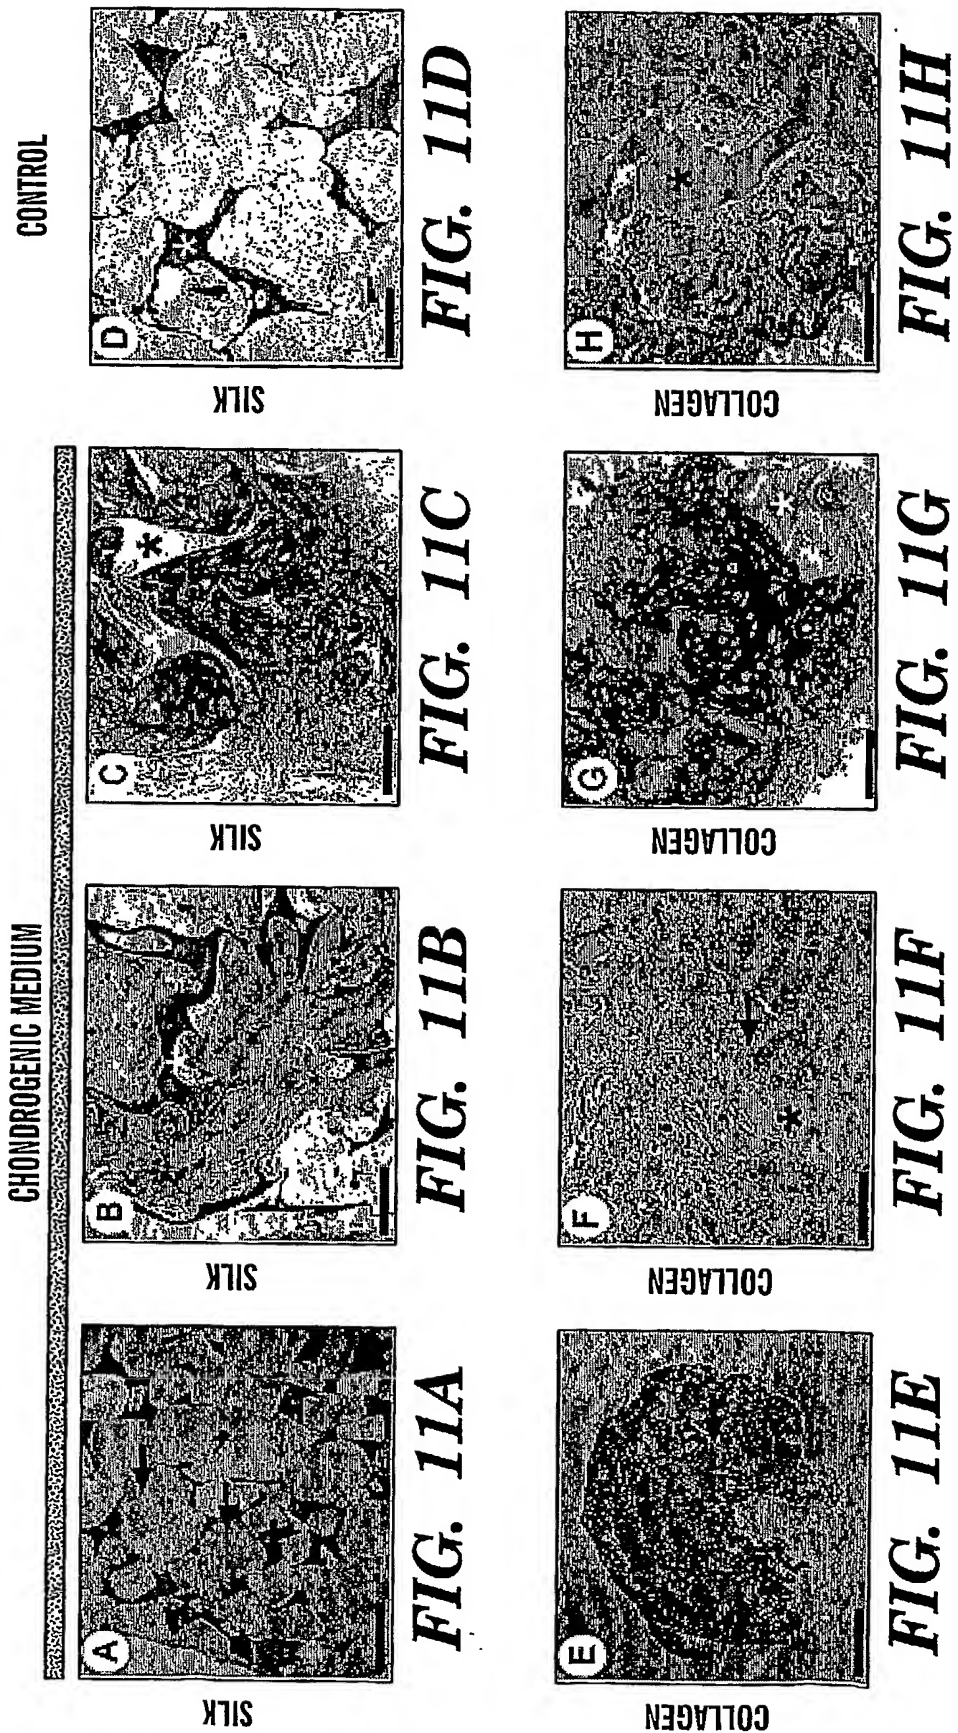 CHONDROGENIC MEDIUM
CONTROL
SILK
A
FIG. 11A
SILK
B
FIG. 11B
SILK
C
*
FIG. 11C
SILK
D
*
FIG. 11D
COLLAGEN
E
FIG. 11E
COLLAGEN
F
*
FIG. 11F
COLLAGEN
G
*
FIG. 11G
COLLAGEN
H
*
FIG. 11H